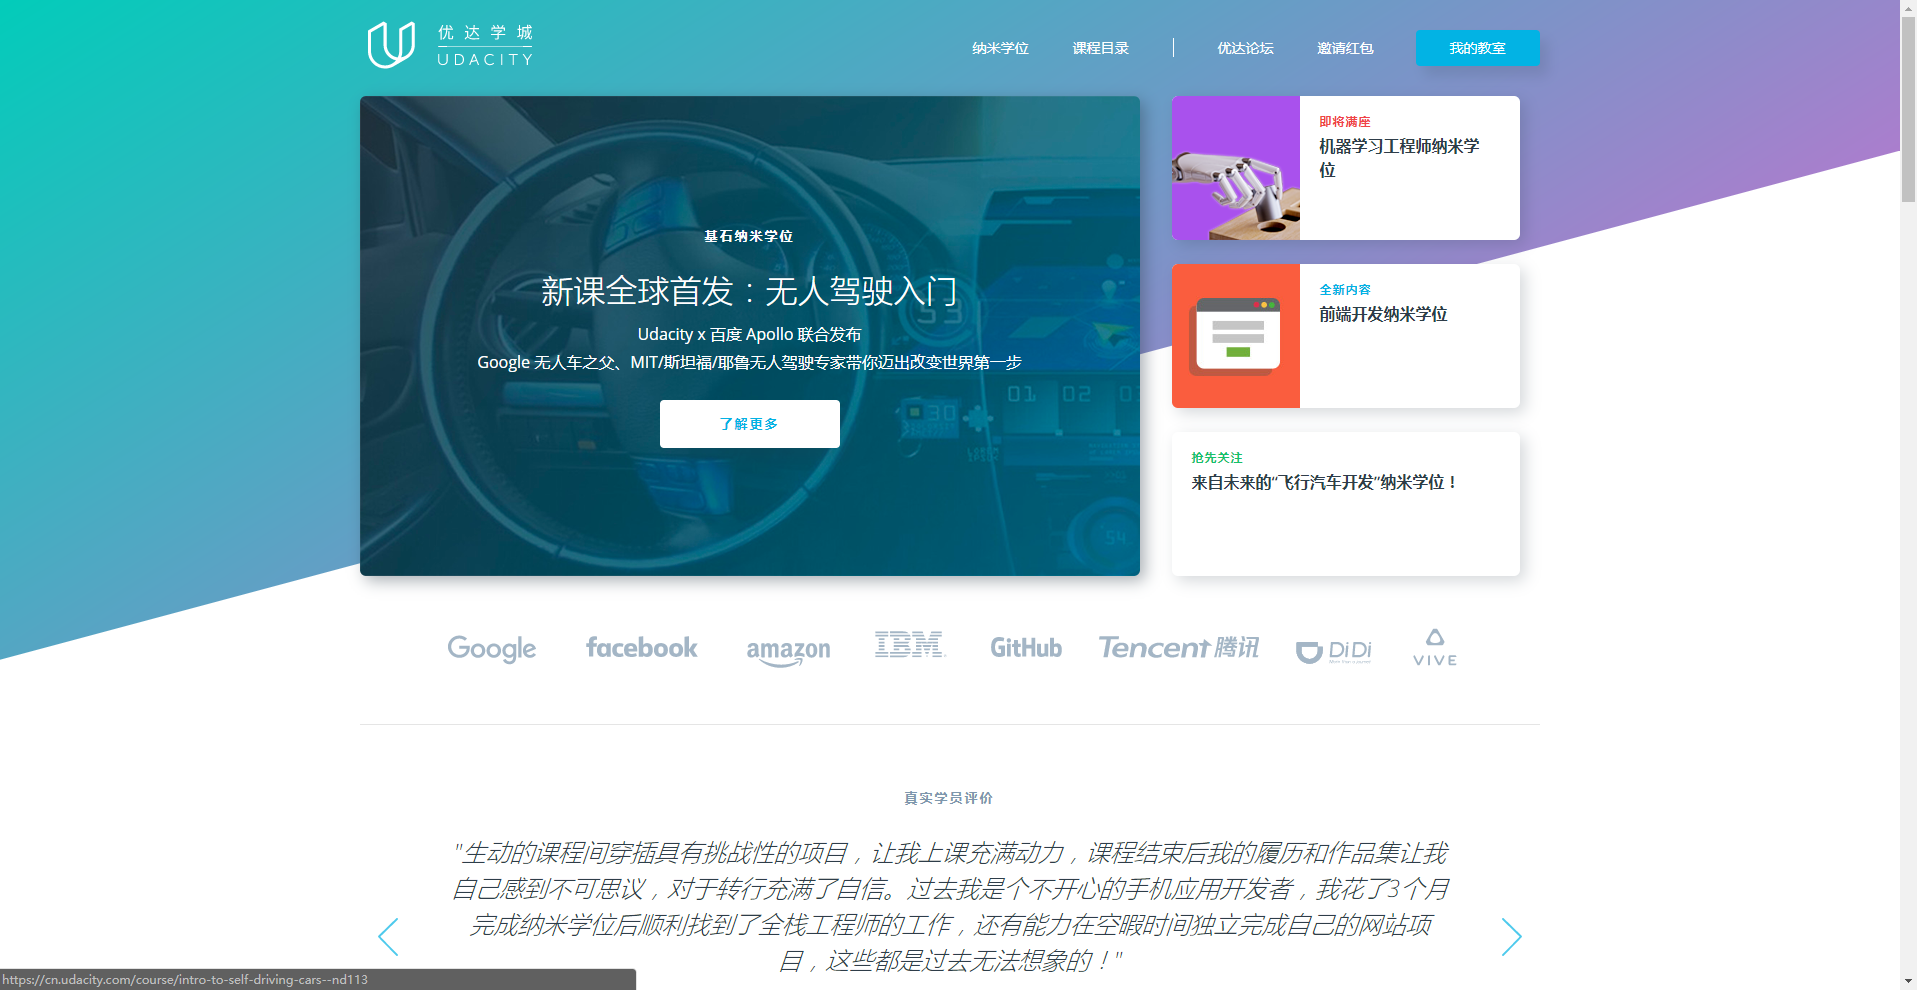 优达学城
UDACITY
纳米学位
课程目录
优达论坛
邀请红包
我的教室
基石纳米学位
新课全球首发：无人驾驶入门
Udacity x 百度 Apollo 联合发布
Google 无人车之父、MIT/斯坦福/耶鲁无人驾驶专家带你迈出改变世界第一步
了解更多
53
01 02
30
54
即将满座
机器学习工程师纳米学
位
全新内容
前端开发纳米学位
抢先关注
来自未来的“飞行汽车开发”纳米学位！
Google
facebook
amazon
IBM
GitHub
Tencent 腾讯
DiDi
VIVE
真实学员评价
"生动的课程间穿插具有挑战性的项目，让我上课充满动力，课程结束后我的履历和作品集让我
自己感到不可思议，对于转行充满了自信。过去我是个不开心的手机应用开发者，我花了3个月
完成纳米学位后顺利找到了全栈工程师的工作，还有能力在空暇时间独立完成自己的网站项
目，这些都是过去无法想象的！"
https://cn.udacity.com/course/intro-to-self-driving-cars--nd113